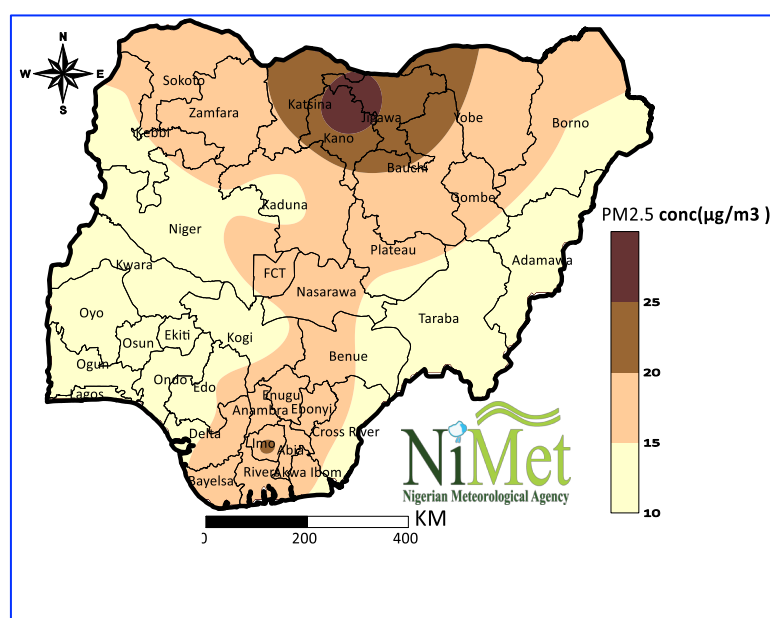 N
W E
S
Sokoto
Katsina
Zamfara
Jigawa
Yobe
Borno
Kebbi
Kano
Bauchi
Gombe
Kaduna
Niger
Plateau
PM2.5 conc(µg/m3 )
Adamawa
Kwara
FCT
Nasarawa
25
Oyo
Taraba
Osun
Ekiti
Kogi
Benue
20
Ogun
Ondo
Edo
Lagos
Enugu
Anambra
Ebonyi
Delta
Cross River
15
Imo
Abia
Bayelsa
Rivers
Akwa Ibom
NiMet
Nigerian Meteorological Agency
10
KM
0 200 400